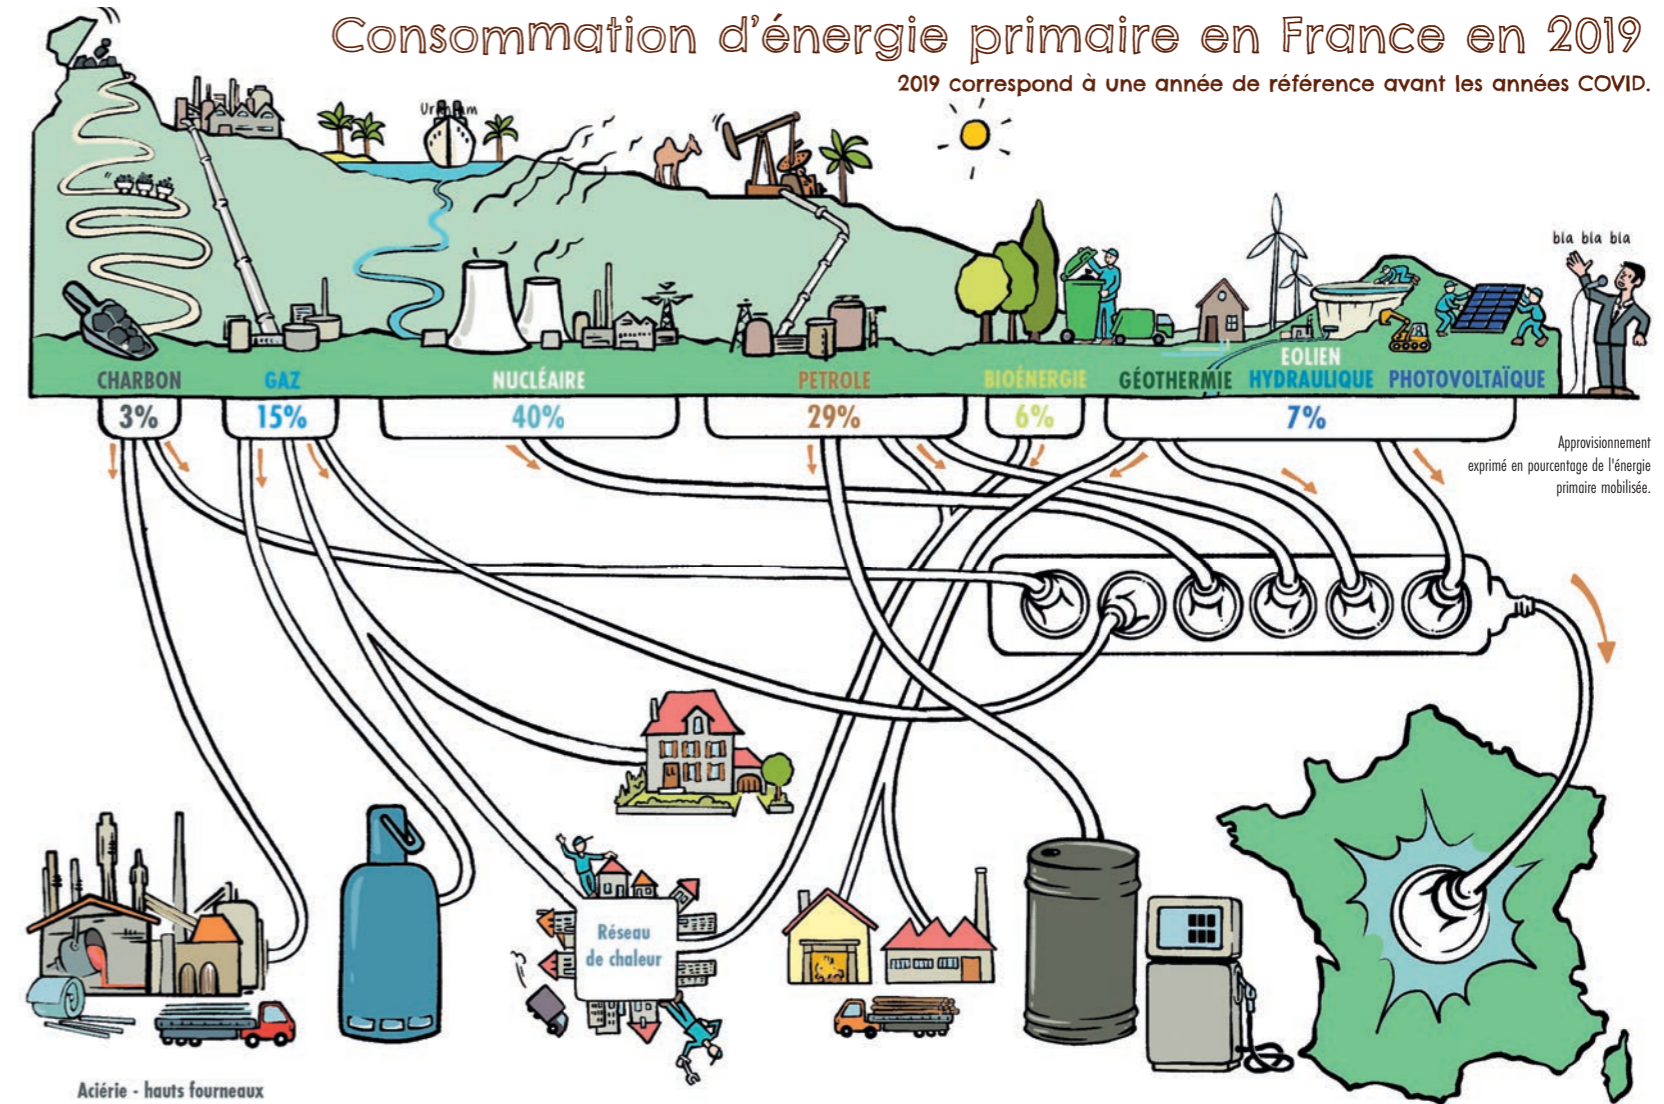 Consommation d'énergie primaire en France en 2019
2019 correspond à une année de référence avant les années COVID.
bla bla bla
CHARBON
GAZ
NUCLÉAIRE
PETROLE
BIOÉNERGIE
GÉOTHERMIE
EOLIEN
HYDRAULIQUE
PHOTOVOLTAÏQUE
3%
15%
40%
29%
6%
7%
Approvisionnement
exprimé en pourcentage de l'énergie
primaire mobilisée.
Réseau
de chaleur
Aciérie - hauts fourneaux